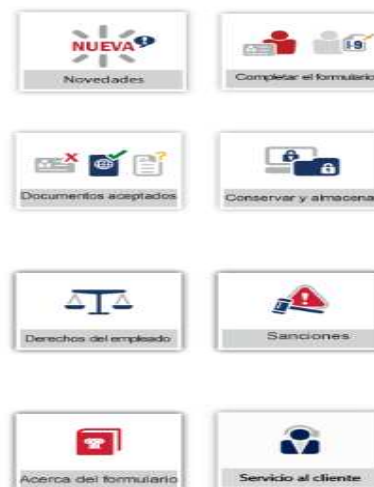 NUEVA
Novedades
I-9
Completar el formulario
?
Documentos aceptados
Conservar y almacena
Derechos del empleado
!
Sanciones
Acerca del formulario
Servicio al cliente